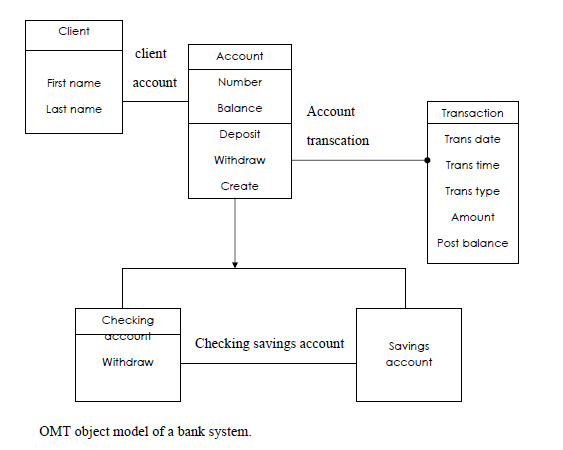 Client
First name
Last name
client
account
Account
Number
Balance
Deposit
Withdraw
Create
Account
transcation
Transaction
Trans date
Trans time
Trans type
Amount
Post balance
Checking
account
Withdraw
Checking savings account
Savings
account
OMT object model of a bank system.